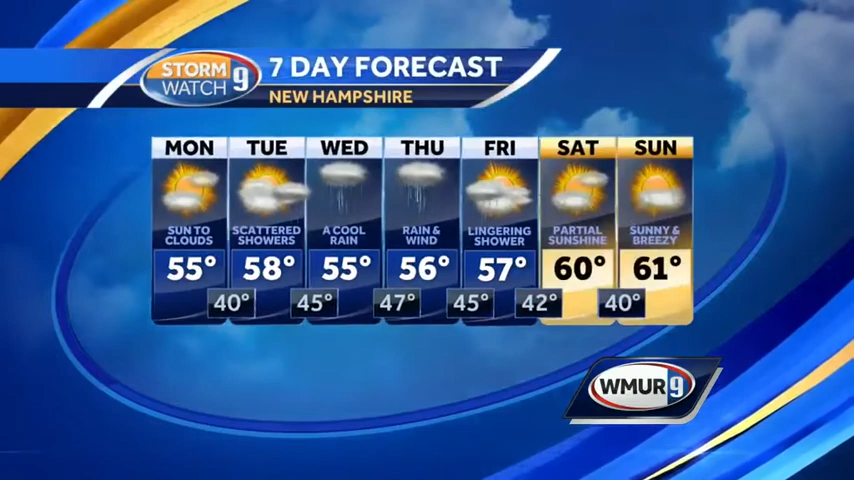 STORM
WATCH 9
7 DAY FORECAST
NEW HAMPSHIRE
MON TUE WED THU FRI SAT SUN
SUN TO SCATTERED A COOL RAIN & LINGERING PARTIAL SUNNY &
CLOUDS SHOWERS RAIN WIND SHOWER SUNSHINE BREEZY
55° 58° 55° 56° 57° 60° 61°
40° 45° 47° 45° 42° 40°
WMUR 9